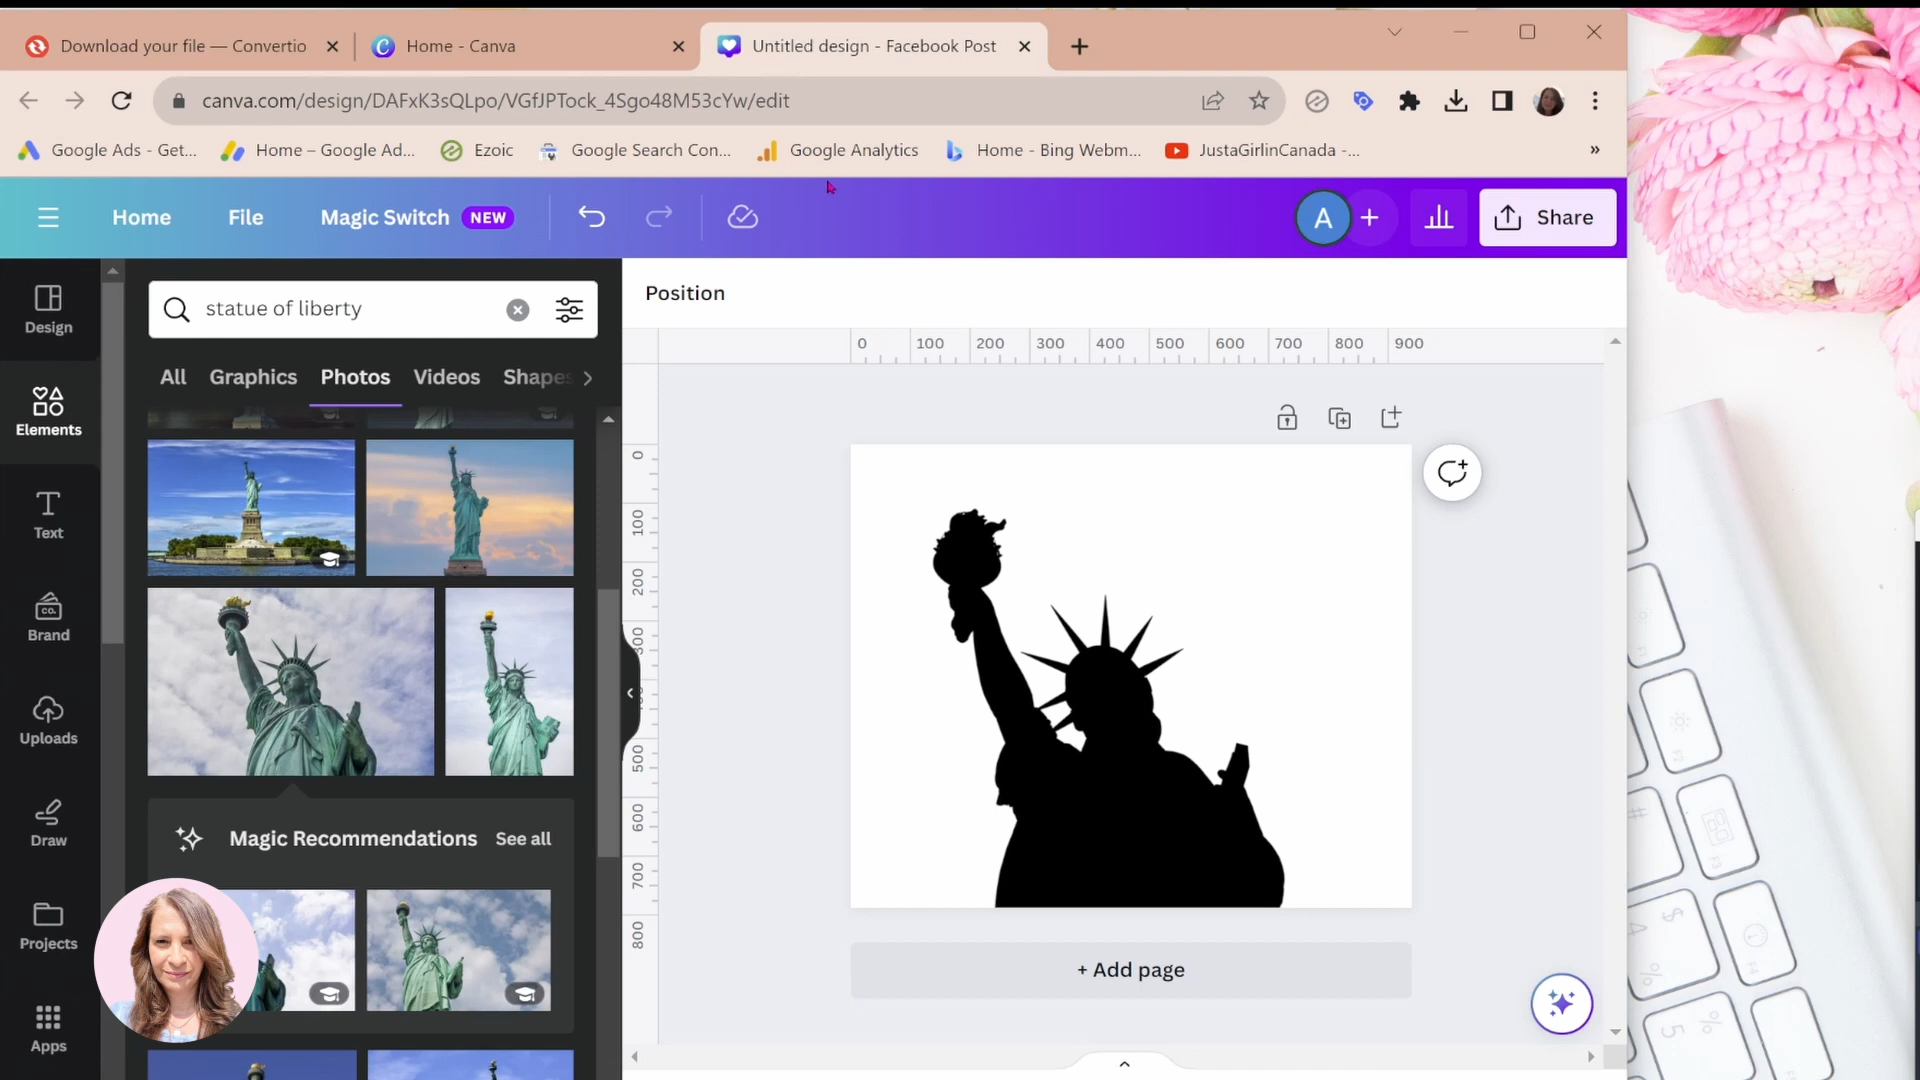 Download your file — Convertio
Home - Canva
Untitled design - Facebook Post
canva.com/design/DAFxK3sQLpo/VGfJPTock_4Sgo48M53cYw/edit
Google Ads - Get...
Home – Google Ad...
Ezoic
Google Search Con...
Google Analytics
Home - Bing Webm...
JustaGirlinCanada -...
»
Home
File
Magic Switch NEW
A
Share
Design
Elements
Text
Brand
Uploads
Draw
Projects
Apps
CO.
statue of liberty
All
Graphics
Photos
Videos
Shapes
Magic Recommendations
See all
Position
0 100 200 300 400 500 600 700 800 900
0
100
200
300
500
600
700
800
+ Add page